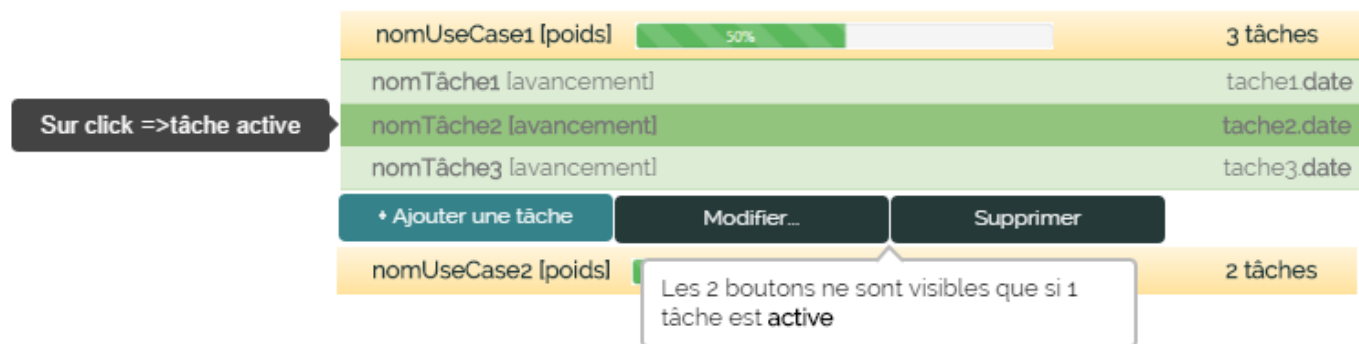 nomUseCase1 [poids] 50% 3 tâches
nomTâche1 [avancement] tache1.date
Sur click =>tâche active
nomTâche2 [avancement] tache2.date
nomTâche3 [avancement] tache3.date
+ Ajouter une tâche Modifier... Supprimer
nomUseCase2 [poids] 2 tâches
Les 2 boutons ne sont visibles que si 1
tâche est active